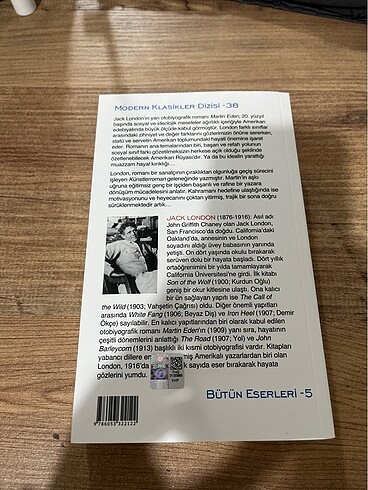 MODERN KLASİKLER DİZİSİ -38
Jack London'ın yarı otobiyografik romanı Martin Eden, 20. yüzyıl
başında sosyal ve ideolojik meseleler ağırlıklı içeriğiyle Amerikan
edebiyatında büyük ölçüde kabul görmüştür. London farklı sınıflar
arasındaki zihniyet ve değer farklarını gözlerimizin önüne sererken,
statü ve servetin Amerikan toplumundaki hayati önemine işaret
eder. Romanın ana temalarından biri, başarı ve refah yolunun
sosyal sınıf farkı gözetilmeksizin herkese açık olduğu şeklinde
özetlenebilecek Amerikan Rüyası'dır. Ya da bu idealin yarattığı
muazzam hayal kırıklığı...
London, romanı bir sanatçının çıraklıktan olgunluğa geçiş sürecini
işleyen Künstlerroman geleneğinde yazmıştır. Martin'in aşkı
uğruna eğitimsiz genç bir işçiden başarılı ve rafine bir yazara
dönüşüm mücadelesini anlatır. Kahramanı hedefine ulaştığında ise
motivasyonunu ve heyecanını çoktan yitirmiş, trajik bir sona doğru
sürüklenmektedir artık...
JACK LONDON (1876-1916): Asıl adı
John Griffith Chaney olan Jack London,
San Francisco'da doğdu. California'daki
Oakland'da, annesinin ve London
soyadını aldığı üvey babasının yanında
yetişti. On dört yaşında okulu bırakarak
serüven dolu bir hayata başladı. Dört yıllık
ortaöğrenimini bir yılda tamamlayarak
California Üniversitesi'ne girdi. İlk kitabı
Son of the Wolf (1900; Kurdun Oğlu)
geniş bir okur kitlesine ulaştı. Ona kalıcı
bir ün sağlayan yapıtı ise The Call of
the Wild (1903; Vahşetin Çağrısı) oldu. Diğer önemli yapıtları
arasında White Fang (1906; Beyaz Diş) ve Iron Heel (1907; Demir
Ökçe) sayılabilir. En kalıcı yapıtlarından biri olarak kabul edilen
otobiyografik romanı Martin Eden'in (1909) yanı sıra, hayatının
çeşitli dönemlerini anlattığı The Road (1907; Yol) ve John
Barleycorn (1913) başlıklı iki kısmi otobiyografisi vardır. Kitapları
yabancı dillere en çevrilmiş Amerikalı yazarlardan biri olan
London, 1916'da sayıda eser bırakarak hayata
gözlerini yumdu.
BÜTÜN ESERLERİ -5
9 786053 322122